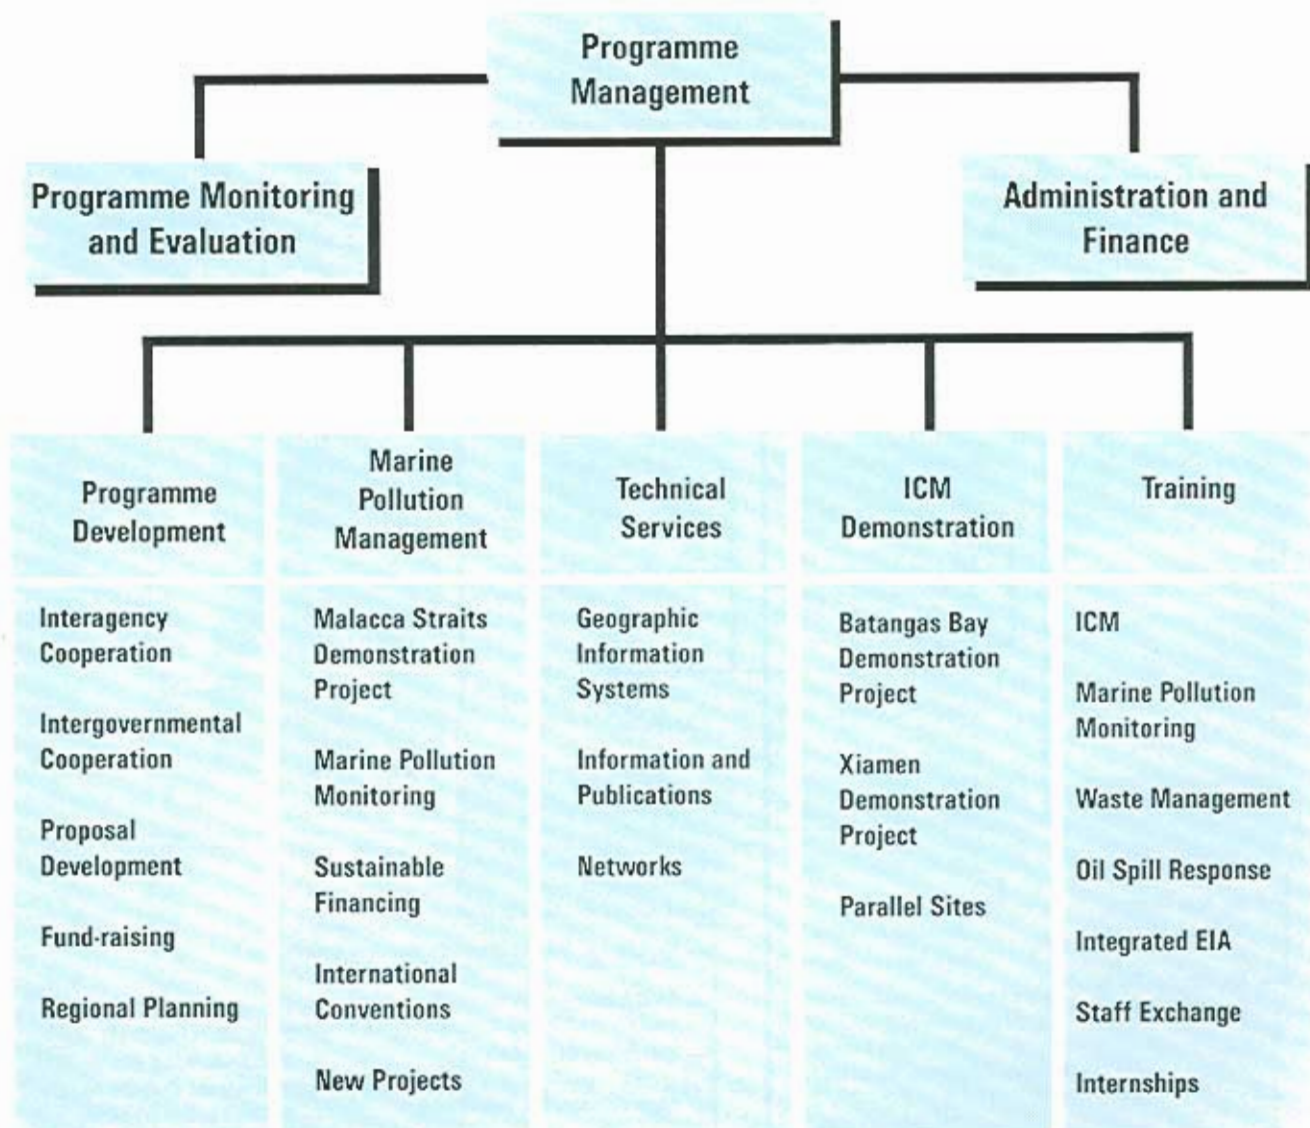 Programme
Management
Programme Monitoring
and Evaluation
Administration and
Finance
Programme
Development
Marine
Pollution
Management
Technical
Services
ICM
Demonstration
Training
Interagency
Cooperation
Intergovernmental
Cooperation
Proposal
Development
Fund-raising
Regional Planning
Malacca Straits
Demonstration
Project
Marine Pollution
Monitoring
Sustainable
Financing
International
Conventions
New Projects
Geographic
Information
Systems
Information and
Publications
Networks
Batangas Bay
Demonstration
Project
Xiamen
Demonstration
Project
Parallel Sites
ICM
Marine Pollution
Monitoring
Waste Management
Oil Spill Response
Integrated EIA
Staff Exchange
Internships